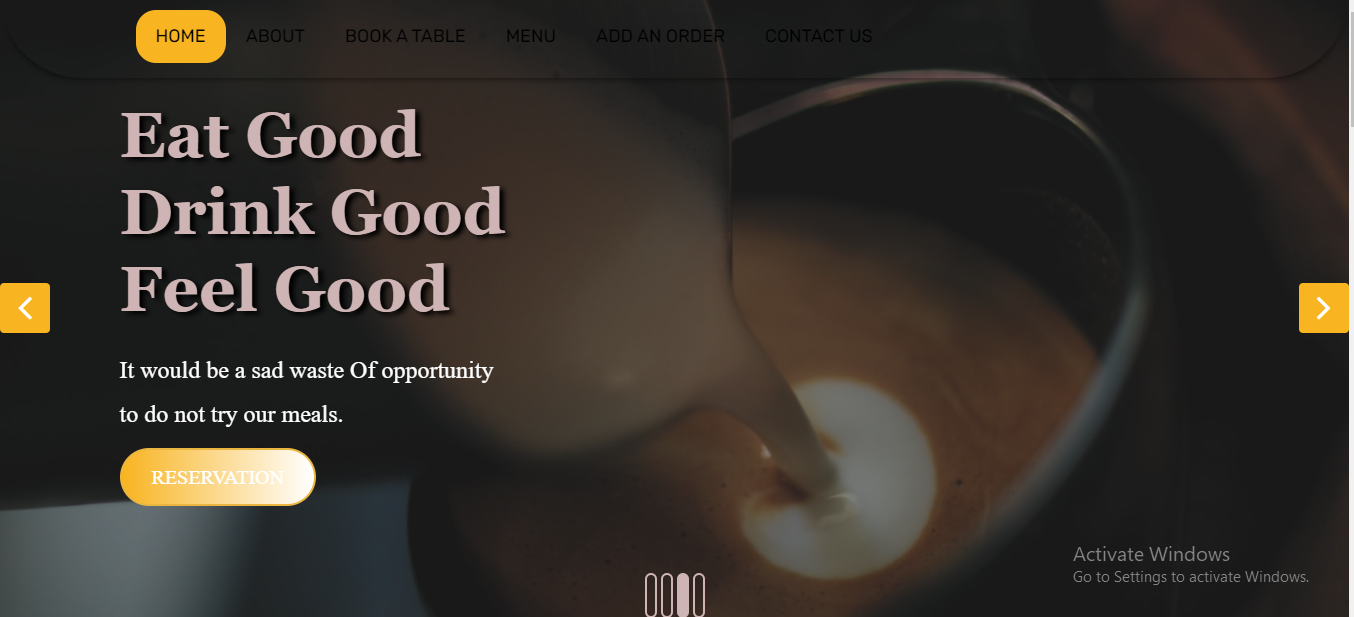 HOME ABOUT BOOK A TABLE MENU ADD AN ORDER CONTACT US
Eat Good
Drink Good
Feel Good
It would be a sad waste Of opportunity
to do not try our meals.
RESERVATION
Activate Windows
Go to Settings to activate Windows.